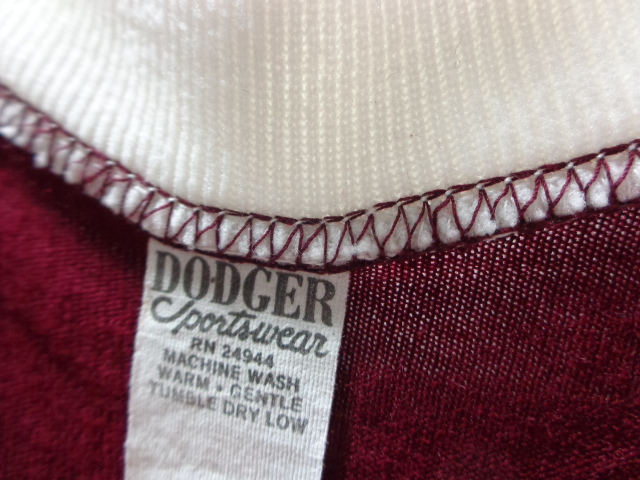 DODGER
Sportswear
RN 24944
MACHINE WASH
WARM • GENTLE
TUMBLE DRY LOW